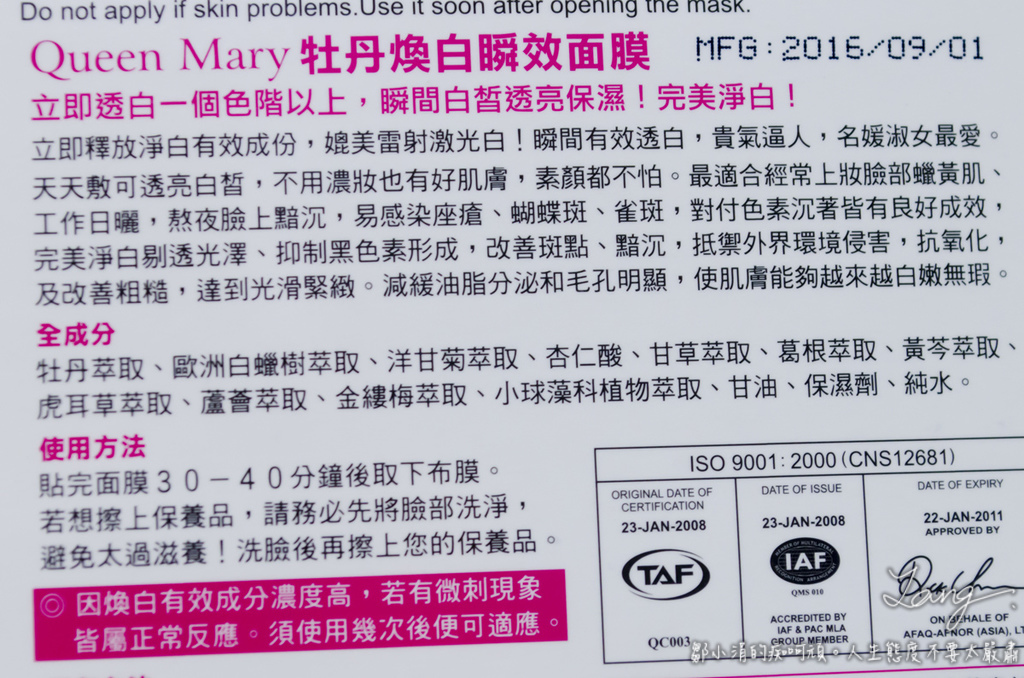 Do not apply if skin problems.Use it soon after opening the mask.
Queen Mary 牡丹煥白瞬效面膜 MFG:2016/09/01
立即透白一個色階以上，瞬間白皙透亮保濕！完美淨白！
立即釋放淨白有效成份，媲美雷射激光白！瞬間有效透白，貴氣逼人，名媛淑女最愛。
天天敷可透亮白皙，不用濃妝也有好肌膚，素顏都不怕。最適合經常上妝臉部蠟黃肌、
工作日曬，熬夜臉上黯沉，易感染座瘡、蝴蝶斑、雀斑，對付色素沉著皆有良好成效，
完美淨白剔透光澤、抑制黑色素形成，改善斑點、黯沉，抵禦外界環境侵害，抗氧化，
及改善粗糙，達到光滑緊緻。減緩油脂分泌和毛孔明顯，使肌膚能夠越來越白嫩無瑕。
全成分
牡丹萃取、歐洲白蠟樹萃取、洋甘菊萃取、杏仁酸、甘草萃取、葛根萃取、黃芩萃取、
虎耳草萃取、蘆薈萃取、金縷梅萃取、小球藻科植物萃取、甘油、保濕劑、純水。
使用方法
貼完面膜30－40分鐘後取下布膜。
若想擦上保養品，請務必先將臉部洗淨，
避免太過滋養！洗臉後再擦上您的保養品。
◎ 因煥白有效成分濃度高，若有微刺現象
皆屬正常反應。須使用幾次後便可適應。
ISO 9001: 2000 (CNS12681)
ORIGINAL DATE OF
CERTIFICATION
23-JAN-2008
TAF
QC003
DATE OF ISSUE
23-JAN-2008
IAF
QMS 010
ACCREDITED BY
IAF & PAC MLA
GROUP MEMBER
DATE OF EXPIRY
22-JAN-2011
APPROVED BY
ON BEHALE OF
AFAQ-AFNOR (ASIA), LT
鄒小消的疾呵頑。人生態度不要太嚴肅